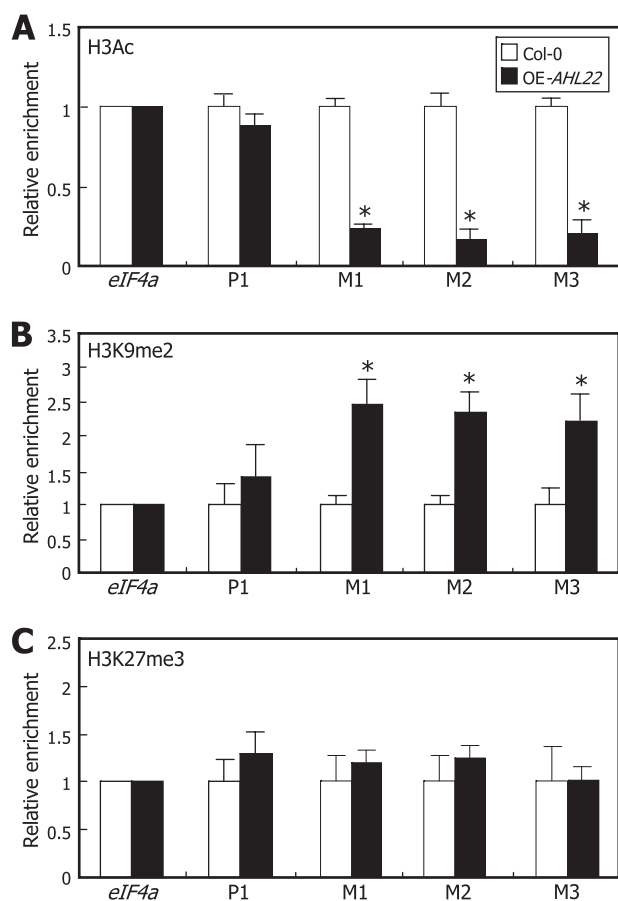 A
1.5
H3Ac
Col-0
OE-AHL22
1
0.5
0
Relative enrichment
* * *
eIF4a P1 M1 M2 M3
B
3.5
H3K9me2
3
2.5
2
1.5
1
0.5
0
Relative enrichment
* * *
eIF4a P1 M1 M2 M3
C
2.5
H3K27me3
2
1.5
1
0.5
0
Relative enrichment
eIF4a P1 M1 M2 M3